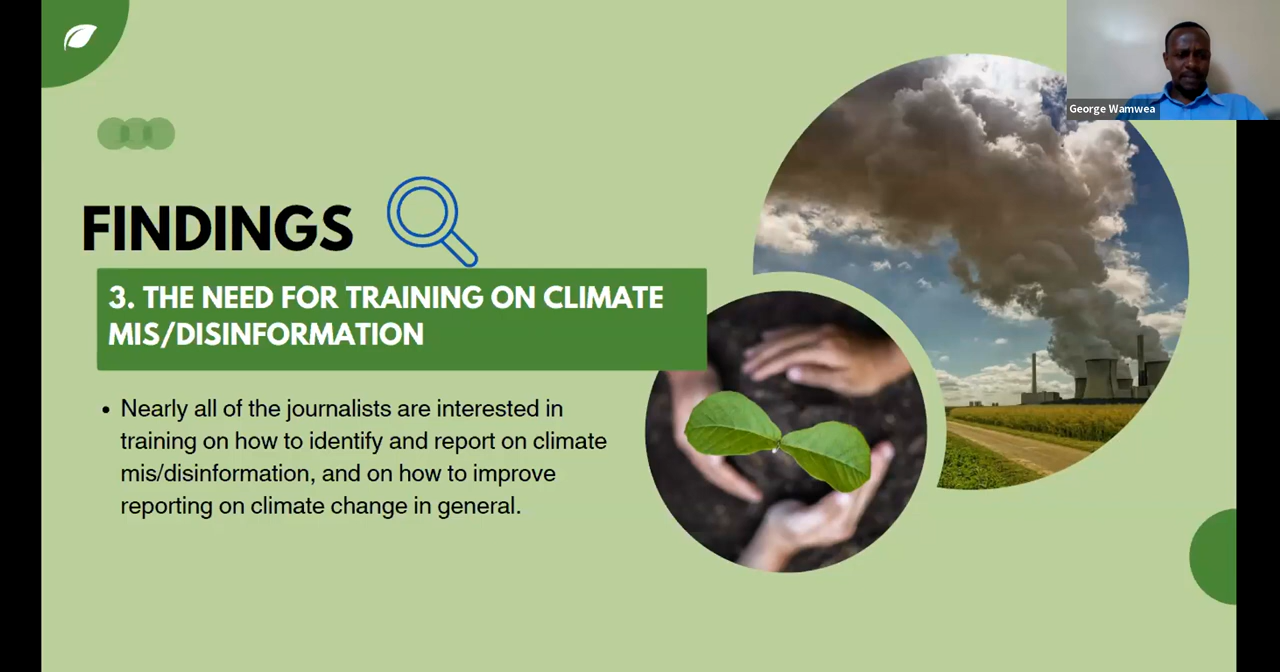 George Wamwea
FINDINGS
3. THE NEED FOR TRAINING ON CLIMATE
MIS/DISINFORMATION
• Nearly all of the journalists are interested in
training on how to identify and report on climate
mis/disinformation, and on how to improve
reporting on climate change in general.